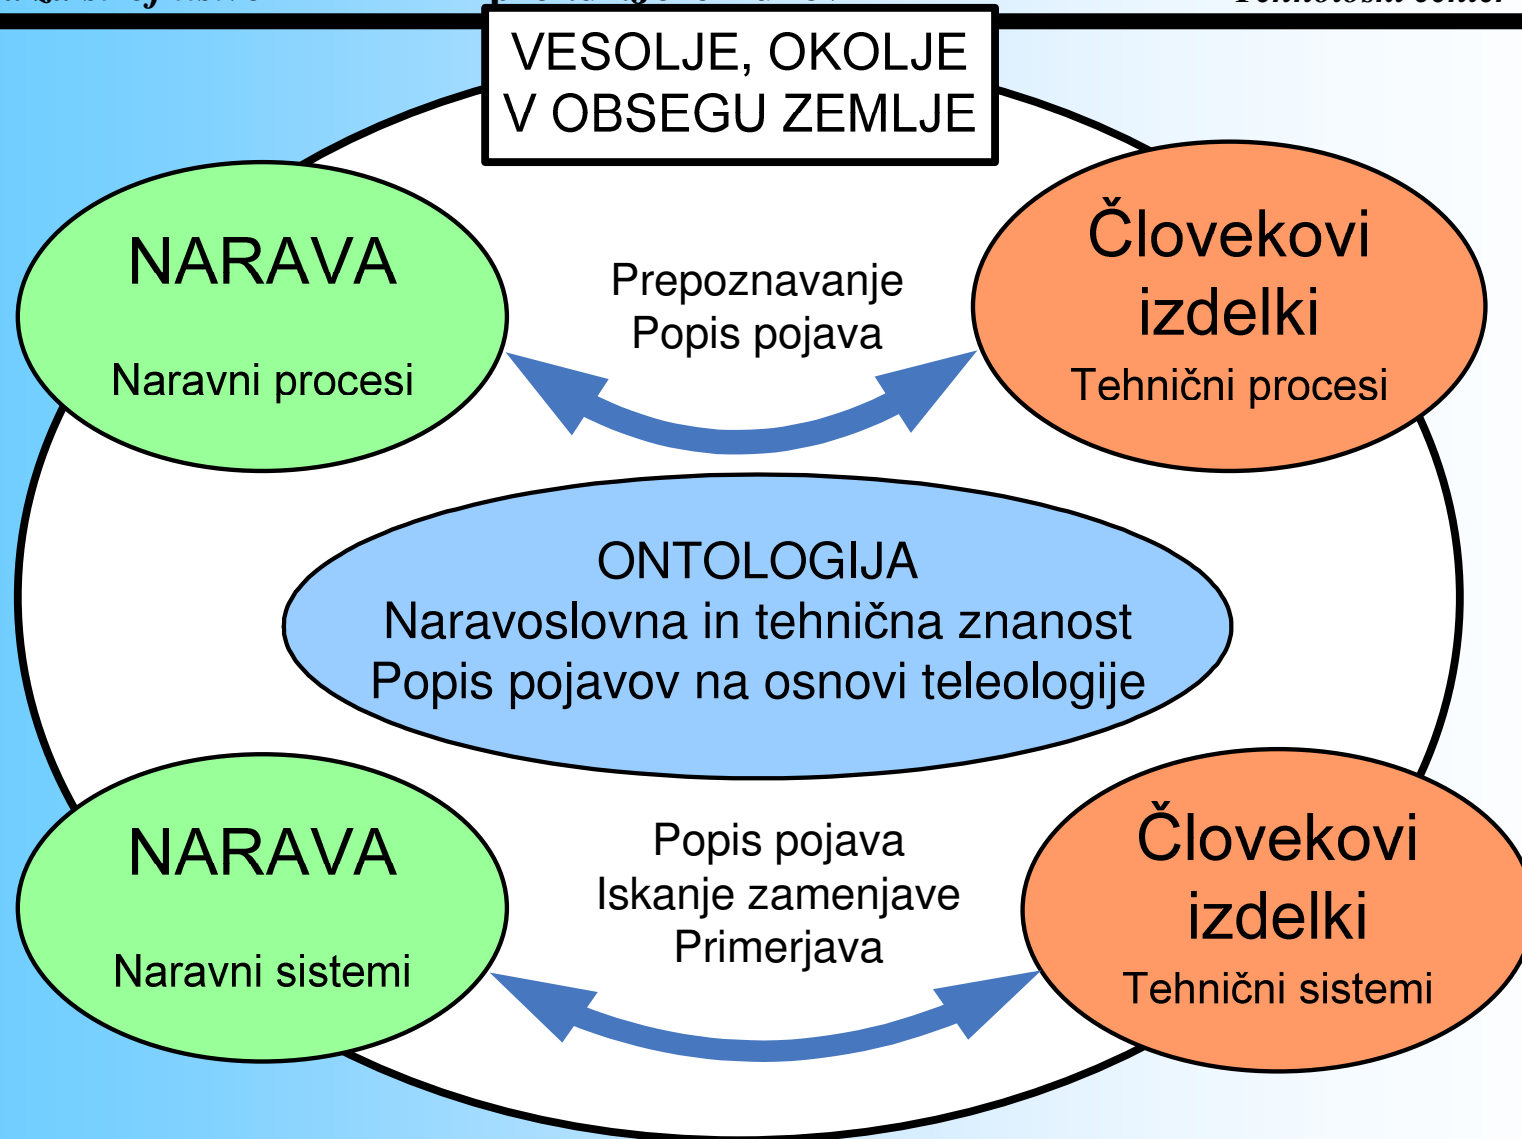 VESOLJE, OKOLJE
V OBSEGU ZEMLJE
NARAVA
Naravni procesi
Prepoznavanje
Popis pojava
Človekovi
izdelki
Tehnični procesi
ONTOLOGIJA
Naravoslovna in tehnična znanost
Popis pojavov na osnovi teleologije
NARAVA
Naravni sistemi
Popis pojava
Iskanje zamenjave
Primerjava
Človekovi
izdelki
Tehnični sistemi